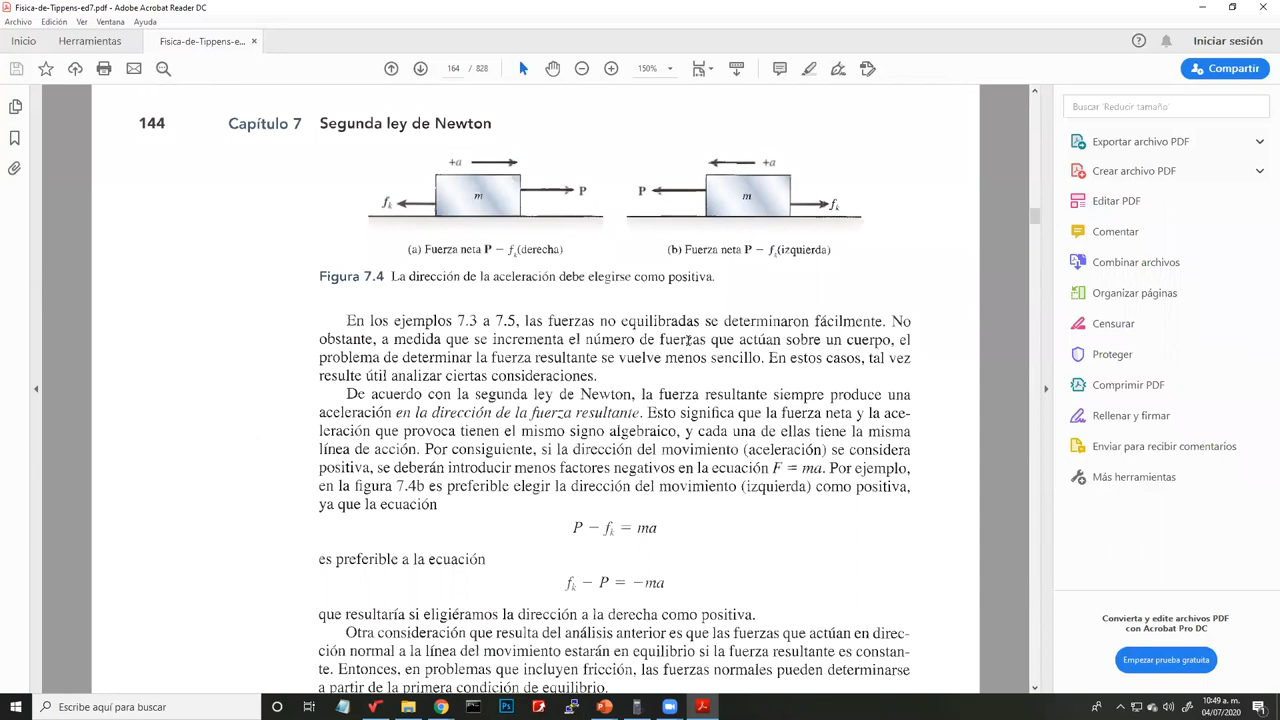 Fisica-de-Tippens-ed7.pdf - Adobe Acrobat Reader DC
Archivo Edición Ver Ventana Ayuda
Inicio Herramientas Fisica-de-Tippens-e... × Iniciar sesión
164 / 828 150% Compartir
144 Capítulo 7 Segunda ley de Newton
+a +a
P P
m m
fk fk
(a) Fuerza neta P − fk(derecha) (b) Fuerza neta P − fk(izquierda)
Figura 7.4 La dirección de la aceleración debe elegirse como positiva.
En los ejemplos 7.3 a 7.5, las fuerzas no equilibradas se determinaron fácilmente. No
obstante, a medida que se incrementa el número de fuerzas que actúan sobre un cuerpo, el
problema de determinar la fuerza resultante se vuelve menos sencillo. En estos casos, tal vez
resulte útil analizar ciertas consideraciones.
De acuerdo con la segunda ley de Newton, la fuerza resultante siempre produce una
aceleración en la dirección de la fuerza resultante. Esto significa que la fuerza neta y la ace-
leración que provoca tienen el mismo signo algebraico, y cada una de ellas tiene la misma
línea de acción. Por consiguiente, si la dirección del movimiento (aceleración) se considera
positiva, se deberán introducir menos factores negativos en la ecuación F = ma. Por ejemplo,
en la figura 7.4b es preferible elegir la dirección del movimiento (izquierda) como positiva,
ya que la ecuación
P − fk = ma
es preferible a la ecuación
fk − P = −ma
que resultaría si eligiéramos la dirección a la derecha como positiva.
Otra consideración que resulta del análisis anterior es que las fuerzas que actúan en direc-
ción normal a la línea del movimiento estarán en equilibrio si la fuerza resultante es constan-
te. Entonces, en problemas que incluyen fricción, las fuerzas normales pueden determinarse
a partir de la primera condición de equilibrio.
Buscar 'Reducir tamaño'
Exportar archivo PDF
Crear archivo PDF
Editar PDF
Comentar
Combinar archivos
Organizar páginas
Censurar
Proteger
Comprimir PDF
Rellenar y firmar
Enviar para recibir comentarios
Más herramientas
Convierta y edite archivos PDF
con Acrobat Pro DC
Empezar prueba gratuita
Escribe aquí para buscar
10:49 a. m.
04/07/2020